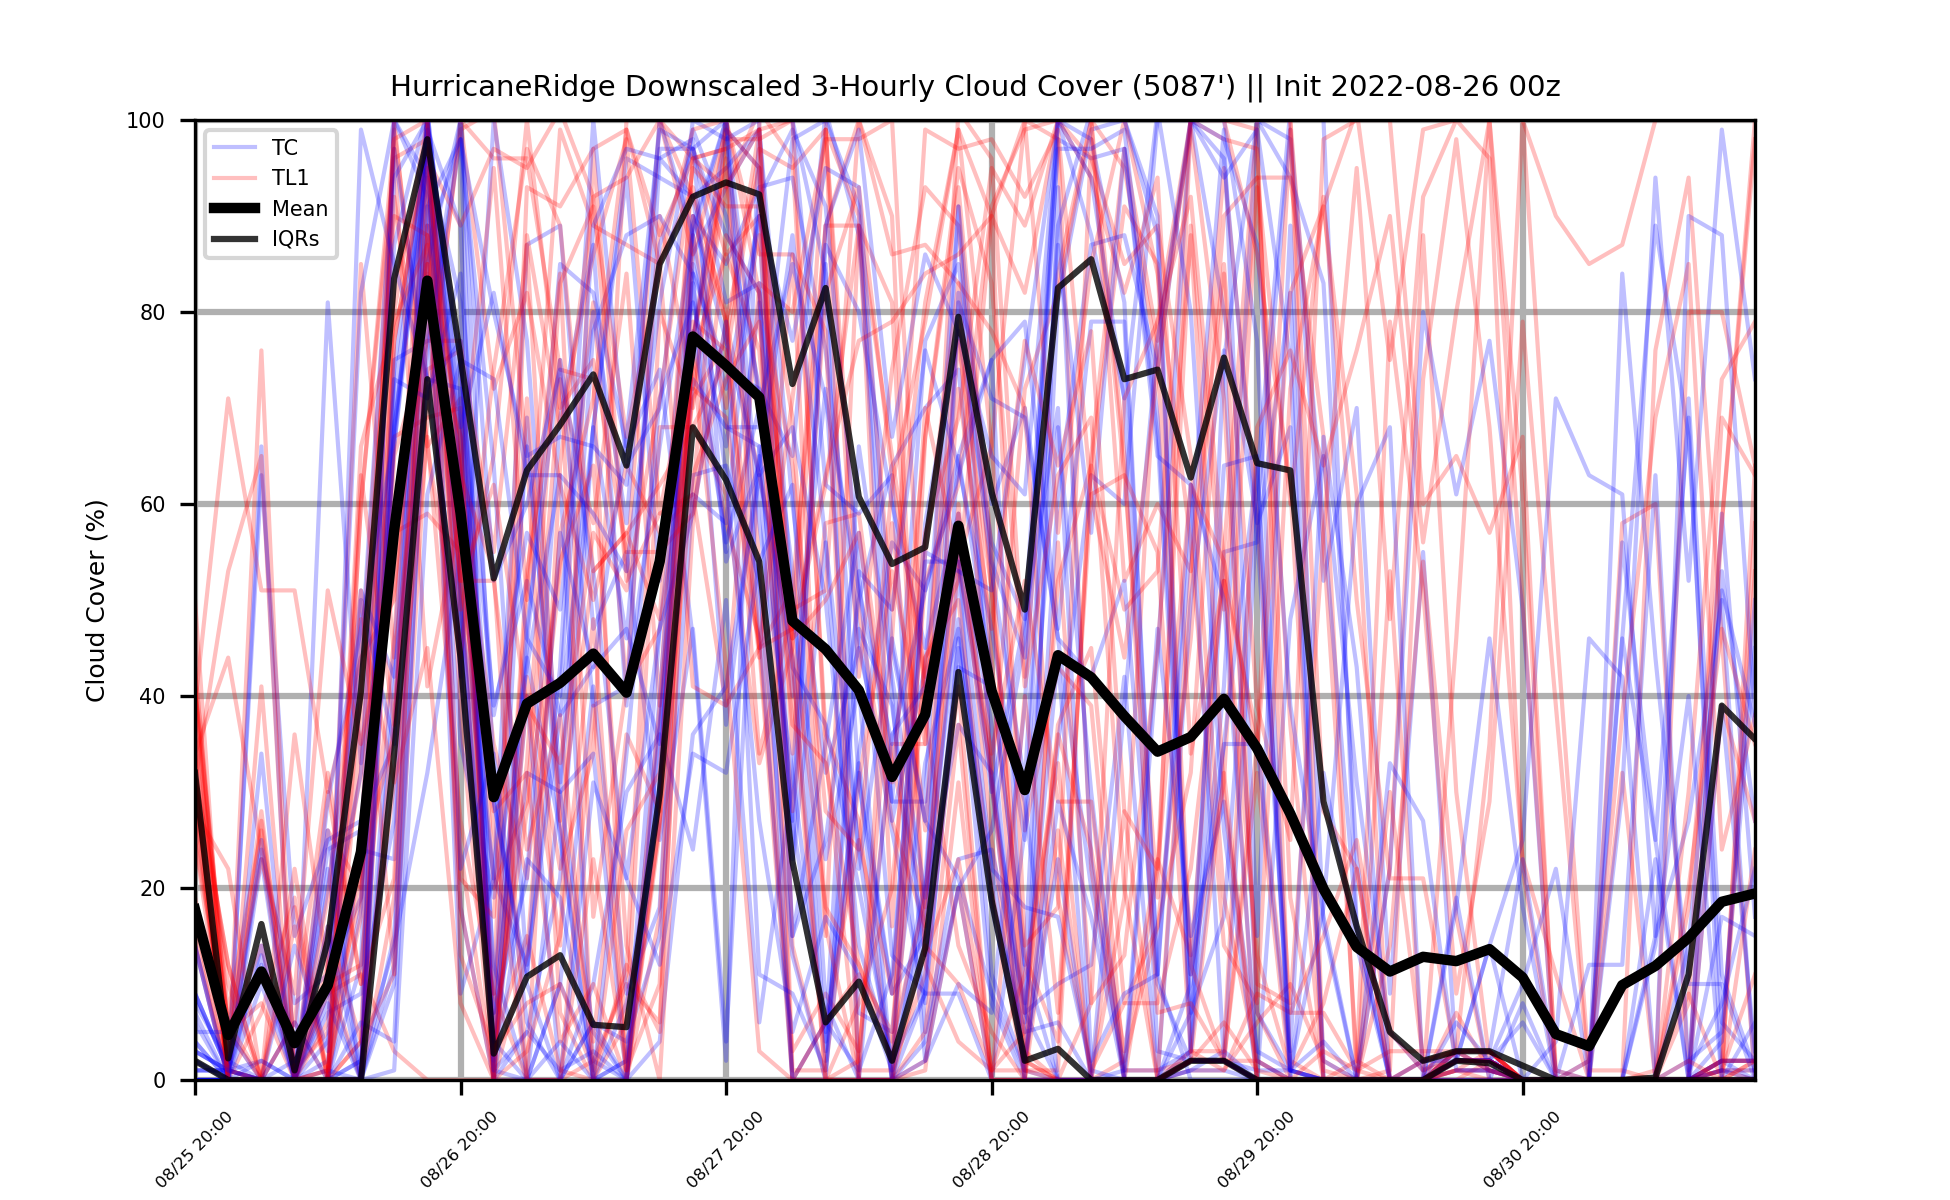 HurricaneRidge Downscaled 3-Hourly Cloud Cover (5087') || Init 2022-08-26 00z
Cloud Cover (%)
100
80
60
40
20
0
TC
TL1
Mean
IQRs
08/25 20:00
08/26 20:00
08/27 20:00
08/28 20:00
08/29 20:00
08/30 20:00